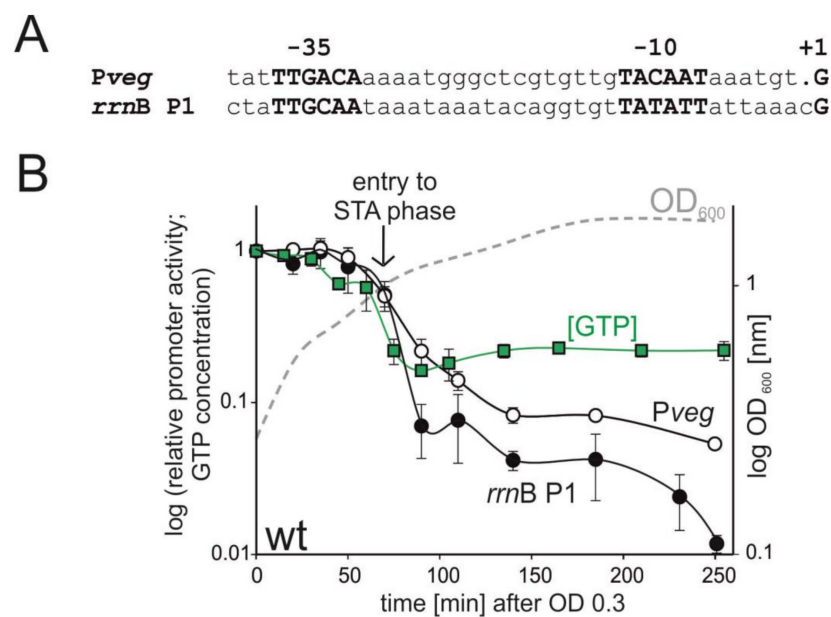 A
-35 -10 +1
Pveg tatTTGACAaaaatgggctcgtgttgTACAATaaatgt.G
rrnB P1 ctaTTGCAAtaaataaatacaggtgtTATATTattaaacG
B
entry to
STA phase
OD600
[GTP]
Pveg
rrnB P1
wt
log (relative promoter activity;
GTP concentration)
1
0.1
0.01
1
0.1
log OD600 [nm]
0 50 100 150 200 250
time [min] after OD 0.3